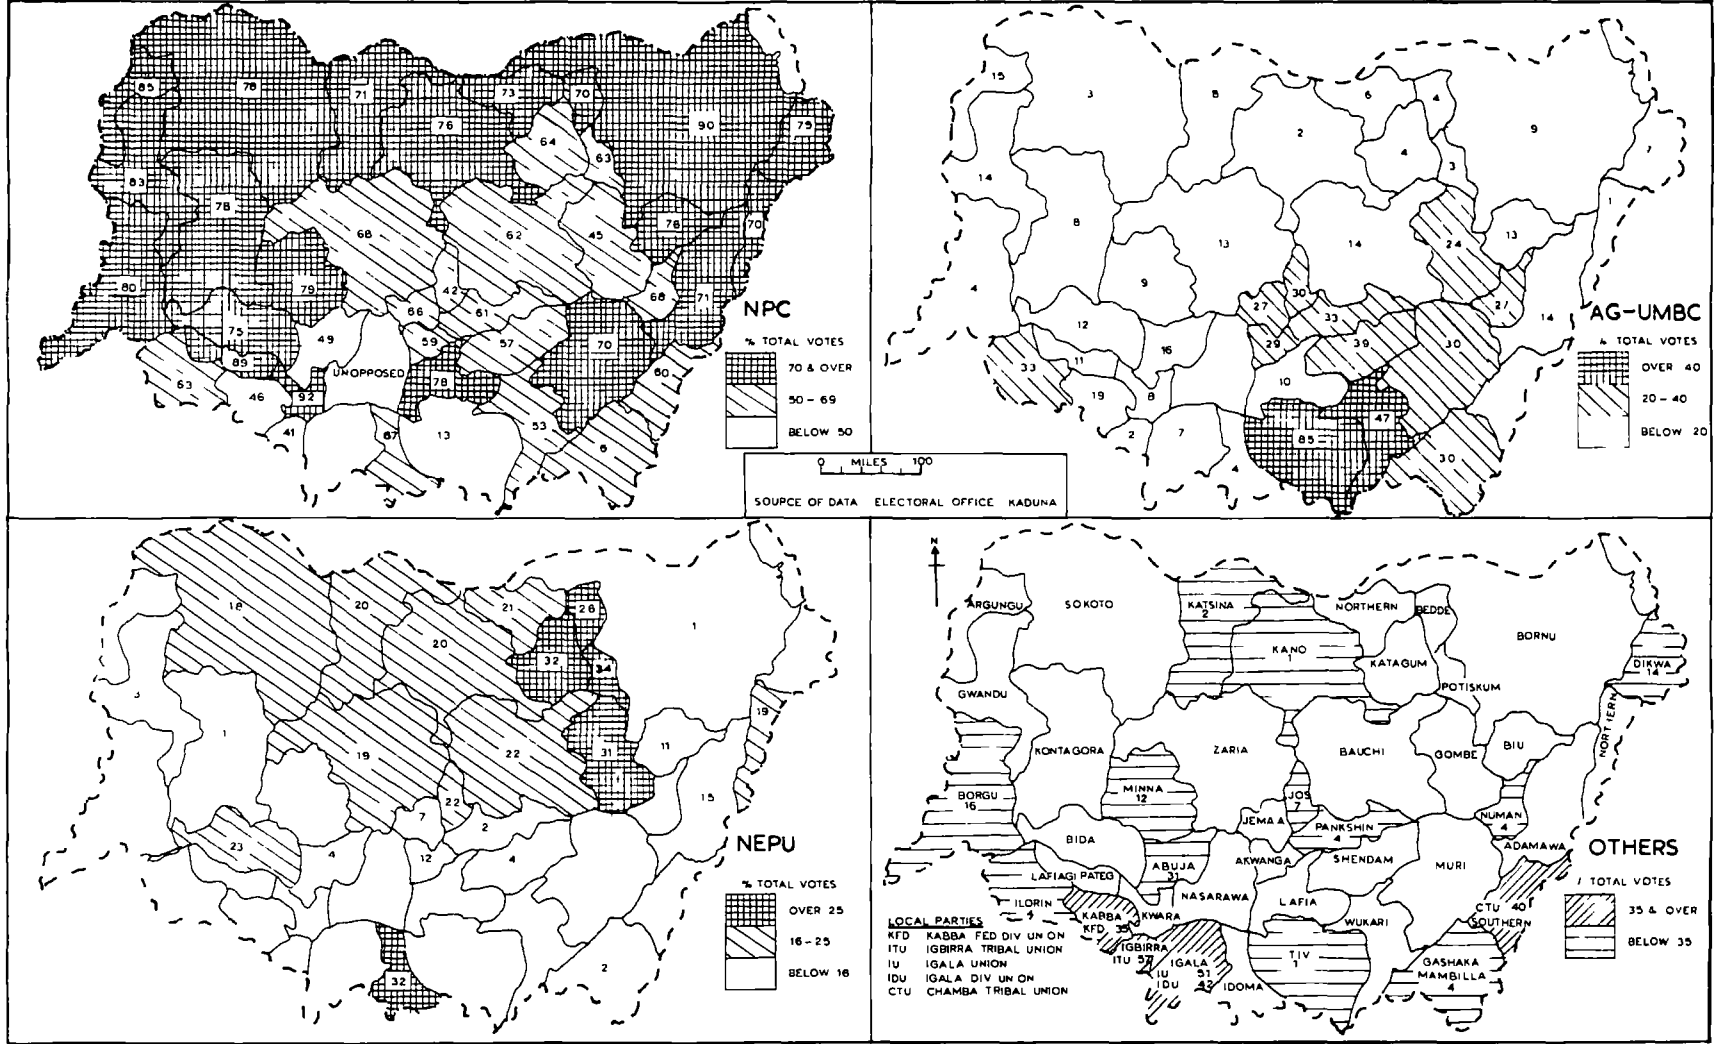 85
78
71
73
70
76
90
75
64
63
83
78
68
62
45
78
70
80
79
42
68
71
NPC
66
61
75
49
59
57
70
% TOTAL VOTES
89
UNOPPOSED
60
70 & OVER
63
46
92
78
50 - 69
41
67
13
53
6
BELOW 50
15
3
8
6
4
9
2
4
3
7
14
8
13
14
24
13
1
4
9
30
27
27
33
14
AG-UMBC
12
16
29
39
30
TOTAL VOTES
11
OVER 40
33
19
8
10
20 - 40
2
7
4
85
47
30
BELOW 20
0 MILES 100
SOURCE OF DATA ELECTORAL OFFICE KADUNA
18
20
21
26
20
1
32
34
3
1
19
22
31
11
19
22
15
7
2
NEPU
23
4
12
4
% TOTAL VOTES
OVER 25
16-25
32
2
BELOW 16
N
ARGUNGU
SOKOTO
KATSINA
2
NORTHERN
BEDDE
BORNU
KANO
1
KATAGUM
DIKWA
14
GWANDU
POTISKUM
NORTHERN
KONTAGORA
ZARIA
BAUCHI
GOMBE
BIU
BORGU
16
MINNA
12
JOS
7
JEMAA
PANKSHIN
4
NUMAN
4
BIDA
ADAMAWA
OTHERS
ABUJA
31
AKWANGA
SHENDAM
MURI
LAFIAGI PATEG
TOTAL VOTES
ILORIN
4
NASARAWA
LAFIA
CTU 40
35 & OVER
KABBA
KFD 35
KWARA
WUKARI
SOUTHERN
BELOW 35
IGBIRRA
ITU 57
IGALA
IU 51
IDU 42
IDOMA
TIV
1
GASHAKA
MAMBILLA
4
LOCAL PARTIES
KFD KABBA FED DIV UNION
ITU IGBIRRA TRIBAL UNION
IU IGALA UNION
IDU IGALA DIV UNION
CTU CHAMBA TRIBAL UNION